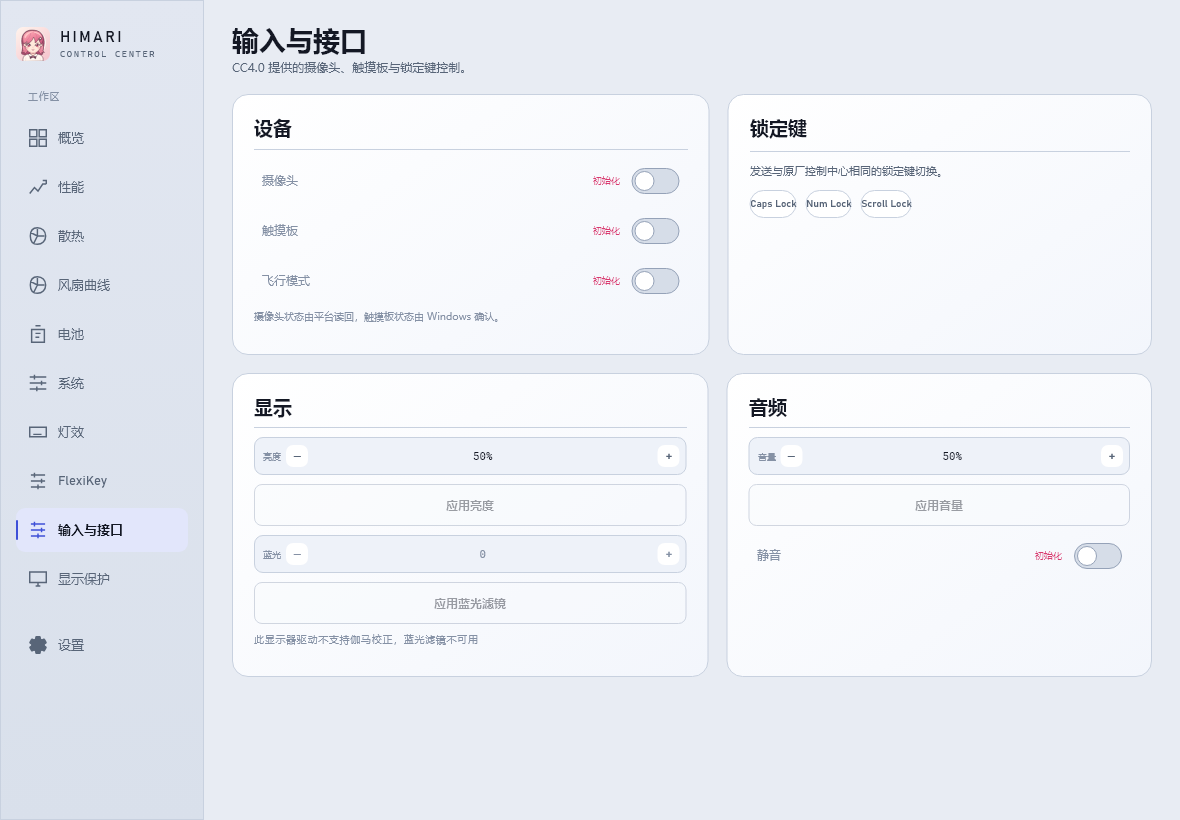 HIMARI
CONTROL CENTER
工作区
概览
性能
散热
风扇曲线
电池
系统
灯效
FlexiKey
输入与接口
显示保护
设置
输入与接口
CC4.0 提供的摄像头、触摸板与锁定键控制。
设备
摄像头 初始化
触摸板 初始化
飞行模式 初始化
摄像头状态由平台读回，触摸板状态由 Windows 确认。
锁定键
发送与原厂控制中心相同的锁定键切换。
Caps Lock Num Lock Scroll Lock
显示
亮度 − 50% +
应用亮度
蓝光 − 0 +
应用蓝光滤镜
此显示器驱动不支持伽马校正，蓝光滤镜不可用
音频
音量 − 50% +
应用音量
静音 初始化